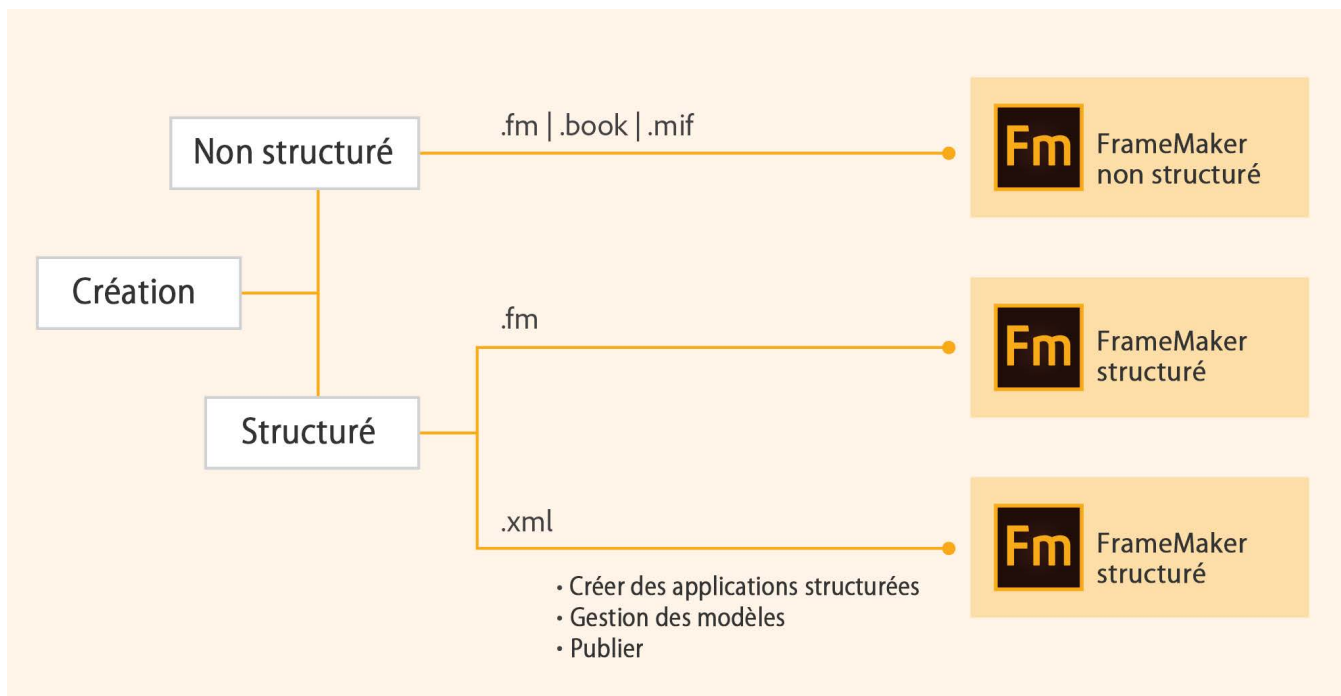 Non structuré
.fm | .book | .mif
Fm
FrameMaker
non structuré
Création
.fm
Fm
FrameMaker
structuré
Structuré
.xml
Fm
FrameMaker
structuré
• Créer des applications structurées
• Gestion des modèles
• Publier